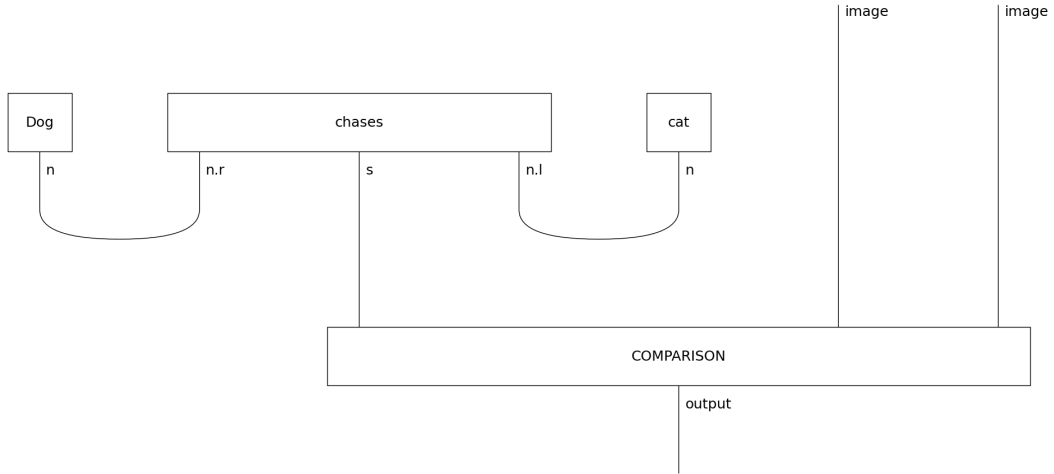 image image
Dog chases cat
n n.r s n.l n
COMPARISON
output